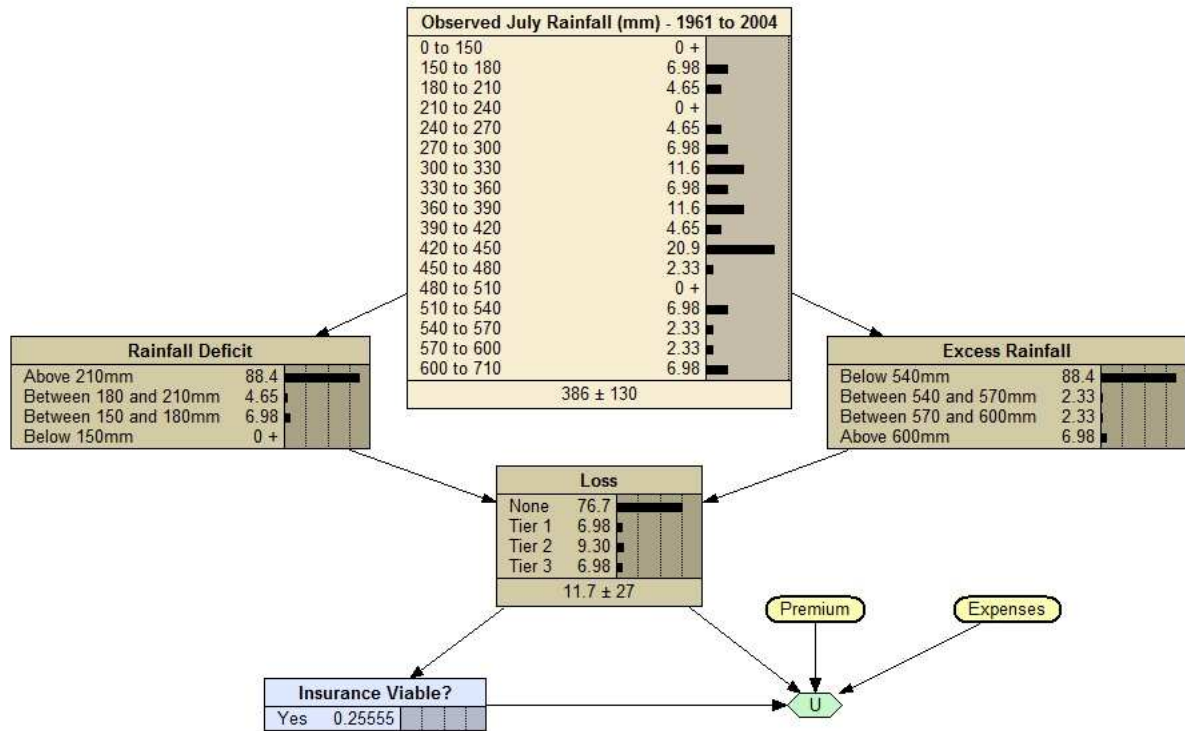 Observed July Rainfall (mm) - 1961 to 2004
0 to 150 0 +
150 to 180 6.98
180 to 210 4.65
210 to 240 0 +
240 to 270 4.65
270 to 300 6.98
300 to 330 11.6
330 to 360 6.98
360 to 390 11.6
390 to 420 4.65
420 to 450 20.9
450 to 480 2.33
480 to 510 0 +
510 to 540 6.98
540 to 570 2.33
570 to 600 2.33
600 to 710 6.98
386 ± 130
Rainfall Deficit
Above 210mm 88.4
Between 180 and 210mm 4.65
Between 150 and 180mm 6.98
Below 150mm 0 +
Excess Rainfall
Below 540mm 88.4
Between 540 and 570mm 2.33
Between 570 and 600mm 2.33
Above 600mm 6.98
Loss
None 76.7
Tier 1 6.98
Tier 2 9.30
Tier 3 6.98
11.7 ± 27
Premium
Expenses
Insurance Viable?
Yes 0.25555
U